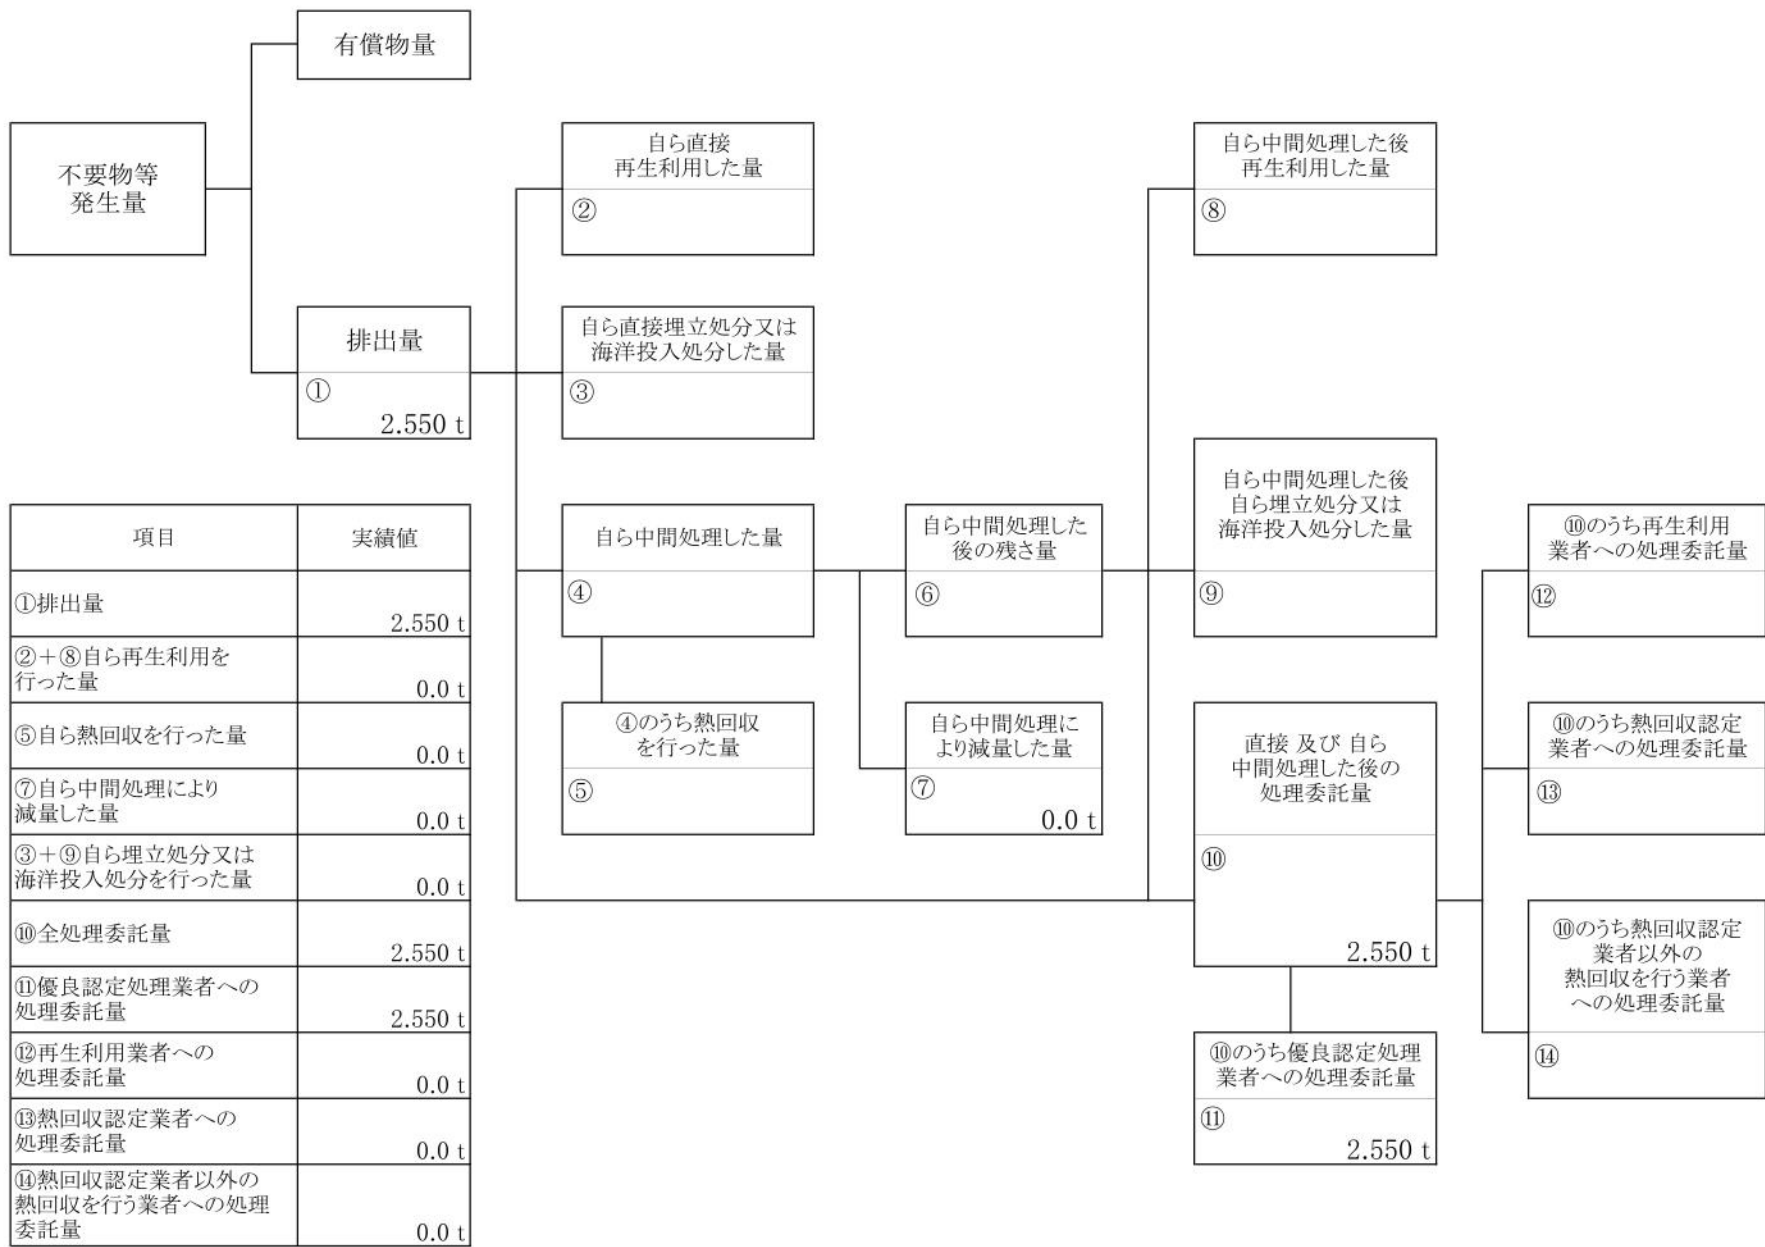 有償物量
不要物等
発生量
自ら直接
再生利用した量
②
自ら中間処理した後
再生利用した量
⑧
排出量
①
2.550 t
自ら直接埋立処分又は
海洋投入処分した量
③
自ら中間処理した量
④
自ら中間処理した
後の残さ量
⑥
自ら中間処理した後
自ら埋立処分又は
海洋投入処分した量
⑨
⑩のうち再生利用
業者への処理委託量
⑫
④のうち熱回収
を行った量
⑤
自ら中間処理に
より減量した量
⑦
0.0 t
直接 及び 自ら
中間処理した後の
処理委託量
⑩
2.550 t
⑩のうち熱回収認定
業者への処理委託量
⑬
⑩のうち熱回収認定
業者以外の
熱回収を行う業者
への処理委託量
⑭
⑩のうち優良認定処理
業者への処理委託量
⑪
2.550 t
項目 実績値
①排出量
2.550 t
②＋⑧自ら再生利用を
行った量
0.0 t
⑤自ら熱回収を行った量
0.0 t
⑦自ら中間処理により
減量した量
0.0 t
③＋⑨自ら埋立処分又は
海洋投入処分を行った量
0.0 t
⑩全処理委託量
2.550 t
⑪優良認定処理業者への
処理委託量
2.550 t
⑫再生利用業者への
処理委託量
0.0 t
⑬熱回収認定業者への
処理委託量
0.0 t
⑭熱回収認定業者以外の
熱回収を行う業者への処理
委託量
0.0 t